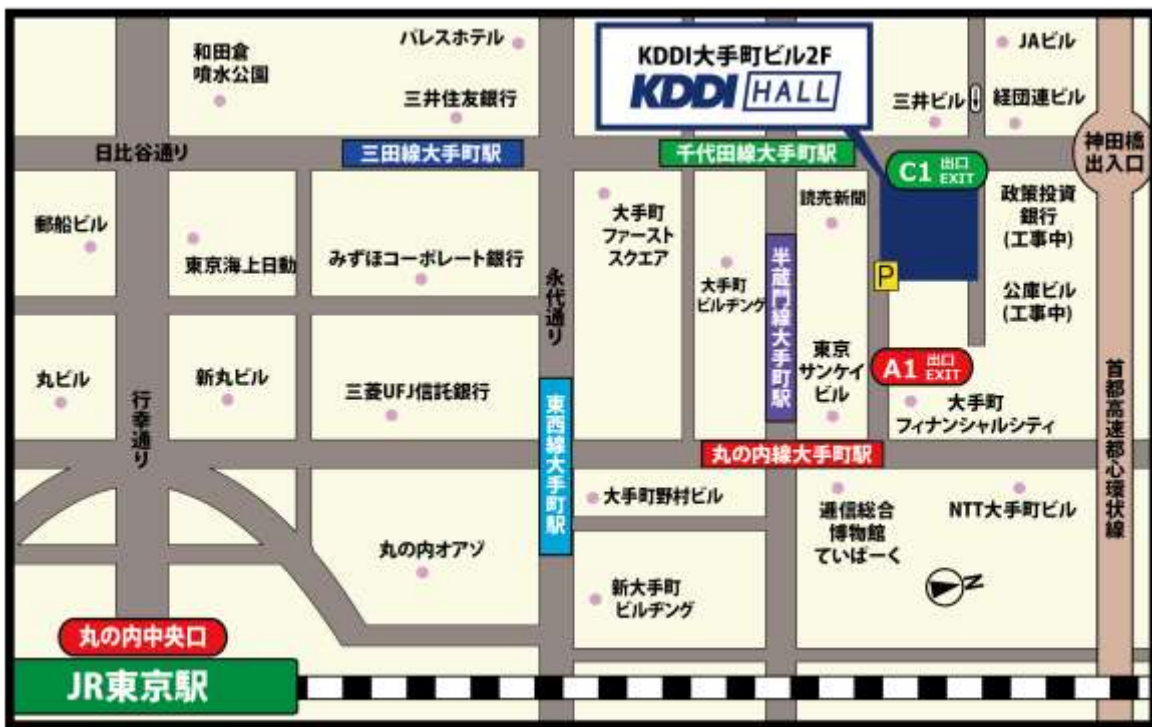 パレスホテル
和田倉
噴水公園
三井住友銀行
KDDI大手町ビル2F
KDDI HALL
JAビル
三井ビル
経団連ビル
日比谷通り
三田線大手町駅
千代田線大手町駅
神田橋
出入口
C1 出口
EXIT
郵船ビル
東京海上日動
みずほコーポレート銀行
永代通り
大手町
ファースト
スクエア
大手町
ビルヂング
半蔵門線大手町駅
読売新聞
P
政策投資
銀行
(工事中)
公庫ビル
(工事中)
丸ビル
行幸通り
新丸ビル
三菱UFJ信託銀行
東西線大手町駅
東京
サンケイ
ビル
A1 出口
EXIT
大手町
フィナンシャルシティ
首都高速都心環状線
丸の内線大手町駅
大手町野村ビル
逓信総合
博物館
ていぱーく
NTT大手町ビル
丸の内オアゾ
新大手町
ビルヂング
N
丸の内中央口
JR東京駅